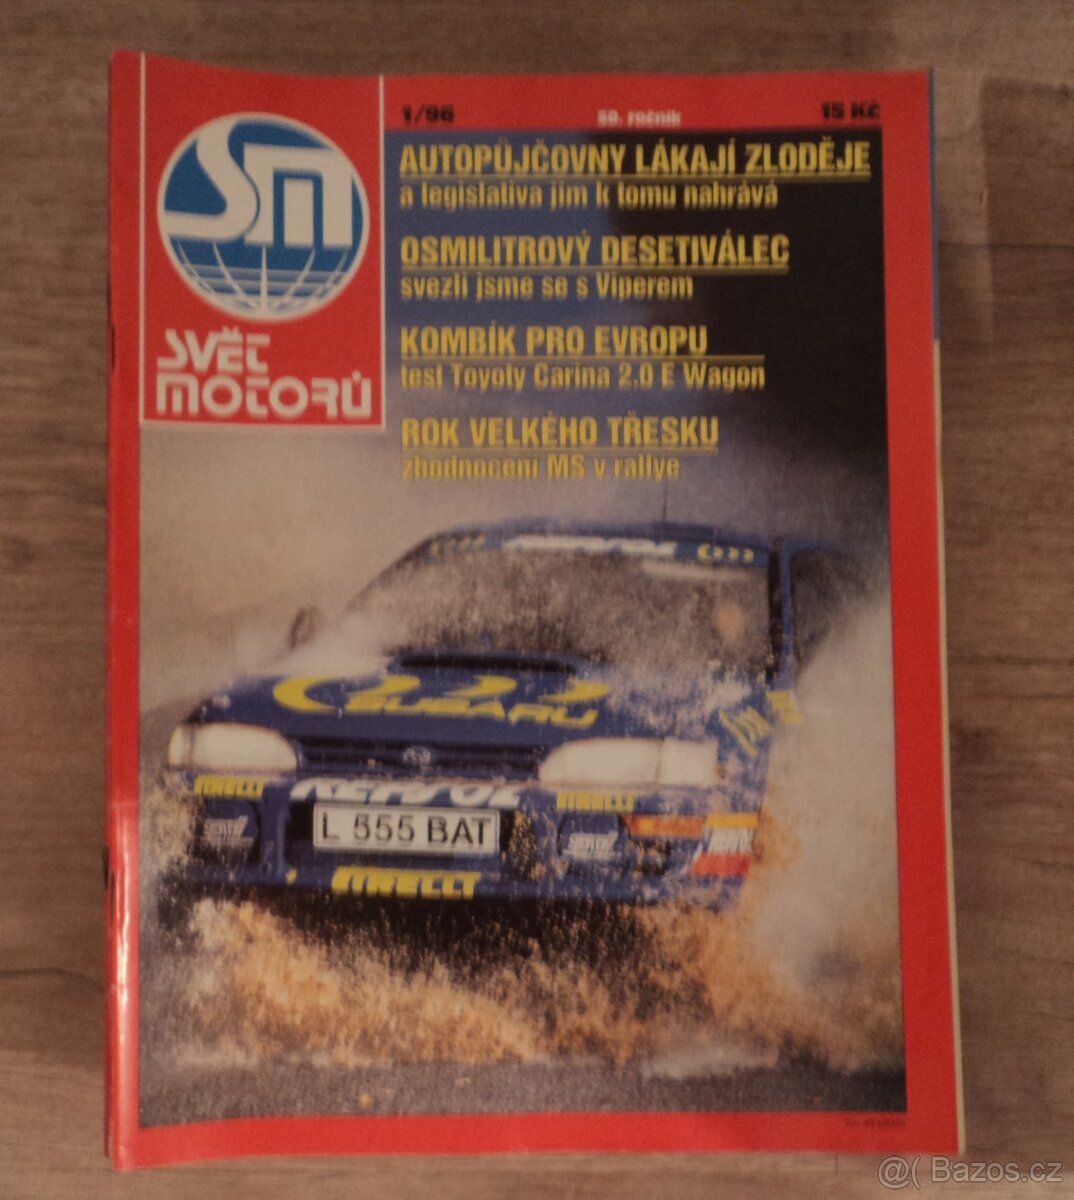 1/96 50. ročník 15 Kč
SM
SVĚT
MOTORŮ
AUTOPŮJČOVNY LÁKAJÍ ZLODĚJE
a legislativa jim k tomu nahrává
OSMILITROVÝ DESETIVÁLEC
svezli jsme se s Viperem
KOMBÍK PRO EVROPU
test Toyoty Carina 2.0 E Wagon
ROK VELKÉHO TŘESKU
zhodnocení MS v rallye
REPSOL
SUBARU
PIRELLI
REPSOL
PIRELLI
L 555 BAT
PIRELLI
@( Bazos.cz